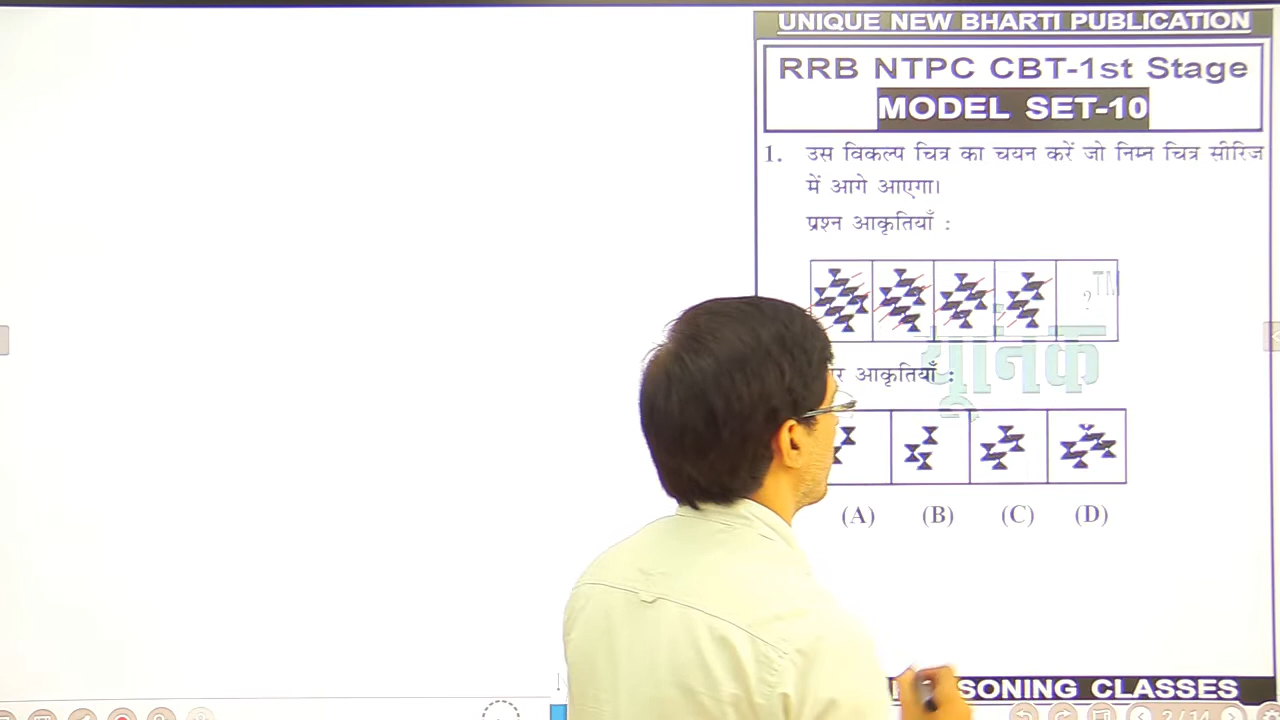 UNIQUE NEW BHARTI PUBLICATION
RRB NTPC CBT-1st Stage
MODEL SET-10
1. उस विकल्प चित्र का चयन करें जो निम्न चित्र सीरिज
में आगे आएगा।
प्रश्न आकृतियाँ :
? TM
यूनिक
आकृतियाँ :
(A) (B) (C) (D)
CLASSES